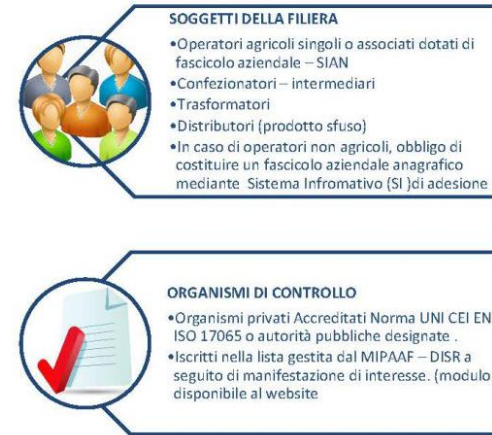 SOGGETTI DELLA FILIERA
•Operatori agricoli singoli o associati dotati di
fascicolo aziendale – SIAN
•Confezionatori – intermediari
•Trasformatori
•Distributori (prodotto sfuso)
•In caso di operatori non agricoli, obbligo di
costituire un fascicolo aziendale anagrafico
mediante Sistema Infromativo (SI )di adesione
ORGANISMI DI CONTROLLO
•Organismi privati Accreditati Norma UNI CEI EN
ISO 17065 o autorità pubbliche designate .
•Iscritti nella lista gestita dal MIPAAF – DISR a
seguito di manifestazione di interesse. (modulo
disponibile al website